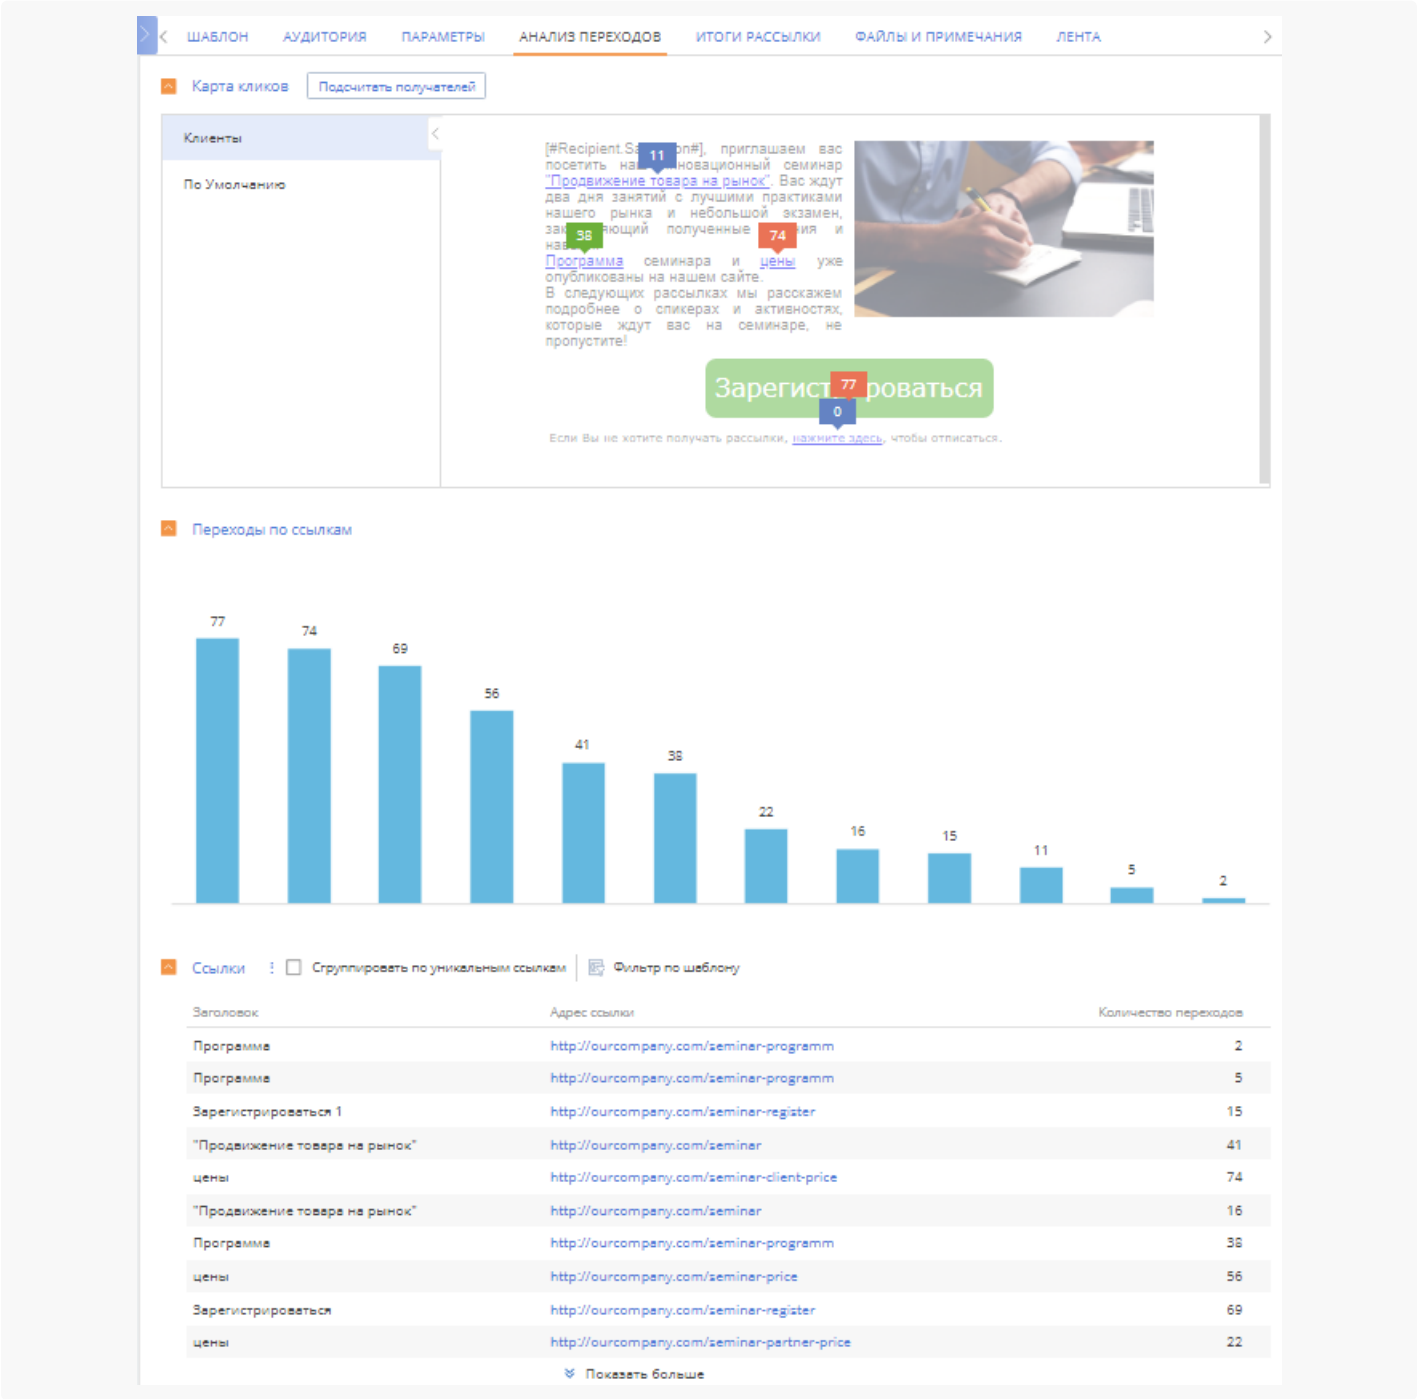 ШАБЛОН АУДИТОРИЯ ПАРАМЕТРЫ АНАЛИЗ ПЕРЕХОДОВ ИТОГИ РАССЫЛКИ ФАЙЛЫ И ПРИМЕЧАНИЯ ЛЕНТА
Карта кликов Подсчитать получателей
Клиенты
По Умолчанию
[#Recipient.Sa on#], приглашаем вас
11
посетить новационный семинар
"Продвижение товара на рынок". Вас ждут
два дня занятий с лучшими практиками
нашего рынка и небольшой экзамен,
ющий полученные и
38 74
Программа семинара и цены уже
опубликованы на нашем сайте.
В следующих рассылках мы расскажем
подробнее о спикерах и активностях,
которые ждут вас на семинаре, не
пропустите!
Зарегист роваться
77
0
Если Вы не хотите получать рассылки, нажмите здесь, чтобы отписаться.
Переходы по ссылкам
77
74
69
56
41
38
22
16
15
11
5
2
Ссылки Сгруппировать по уникальным ссылкам Фильтр по шаблону
Заголовок Адрес ссылки Количество переходов
Программа http://ourcompany.com/seminar-programm 2
Программа http://ourcompany.com/seminar-programm 5
Зарегистрироваться 1 http://ourcompany.com/seminar-register 15
"Продвижение товара на рынок" http://ourcompany.com/seminar 41
цены http://ourcompany.com/seminar-client-price 74
"Продвижение товара на рынок" http://ourcompany.com/seminar 16
Программа http://ourcompany.com/seminar-programm 38
цены http://ourcompany.com/seminar-price 56
Зарегистрироваться http://ourcompany.com/seminar-register 69
цены http://ourcompany.com/seminar-partner-price 22
Показать больше